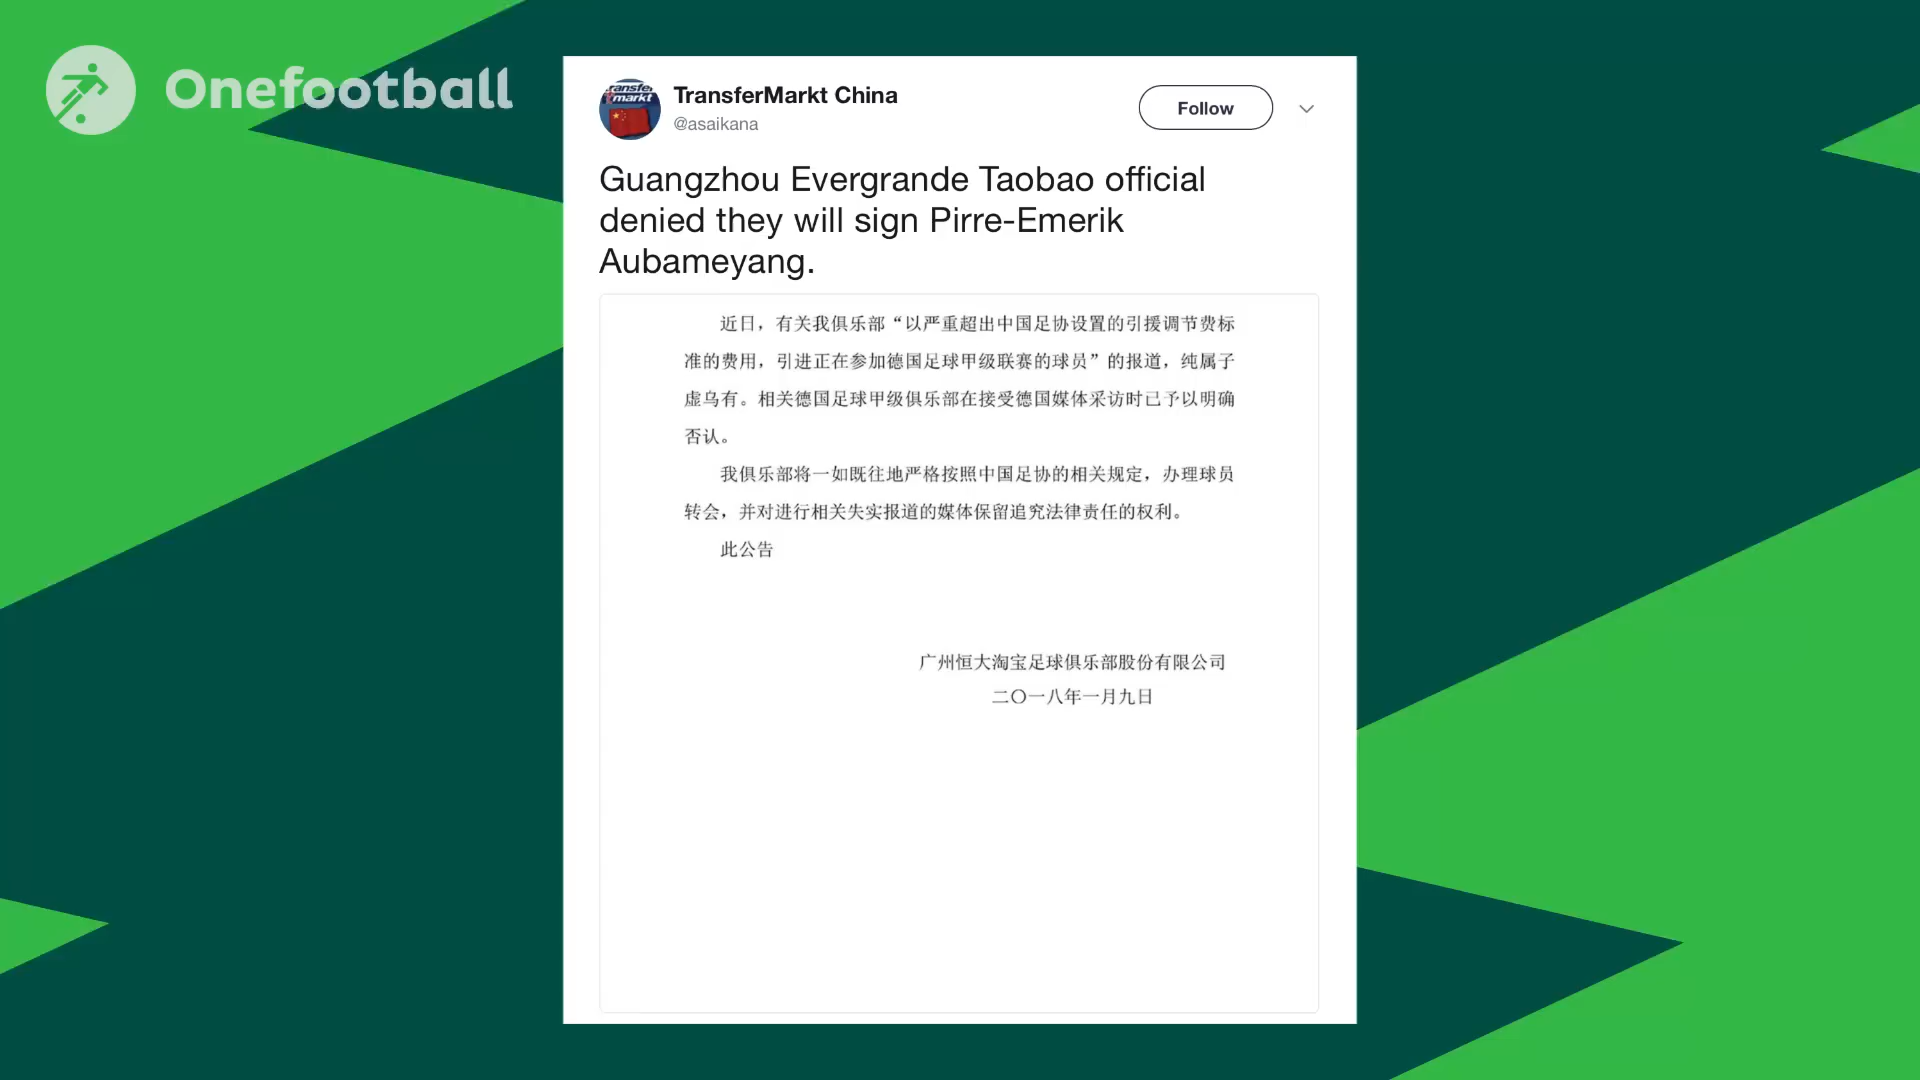 Onefootball
transfer
markt
TransferMarkt China
@asaikana
Follow
Guangzhou Evergrande Taobao official
denied they will sign Pirre-Emerik
Aubameyang.
近日，有关我俱乐部“以严重超出中国足协设置的引援调节费标
准的费用，引进正在参加德国足球甲级联赛的球员”的报道，纯属子
虚乌有。相关德国足球甲级俱乐部在接受德国媒体采访时已予以明确
否认。
我俱乐部将一如既往地严格按照中国足协的相关规定，办理球员
转会，并对进行相关失实报道的媒体保留追究法律责任的权利。
此公告
广州恒大淘宝足球俱乐部股份有限公司
二〇一八年一月九日